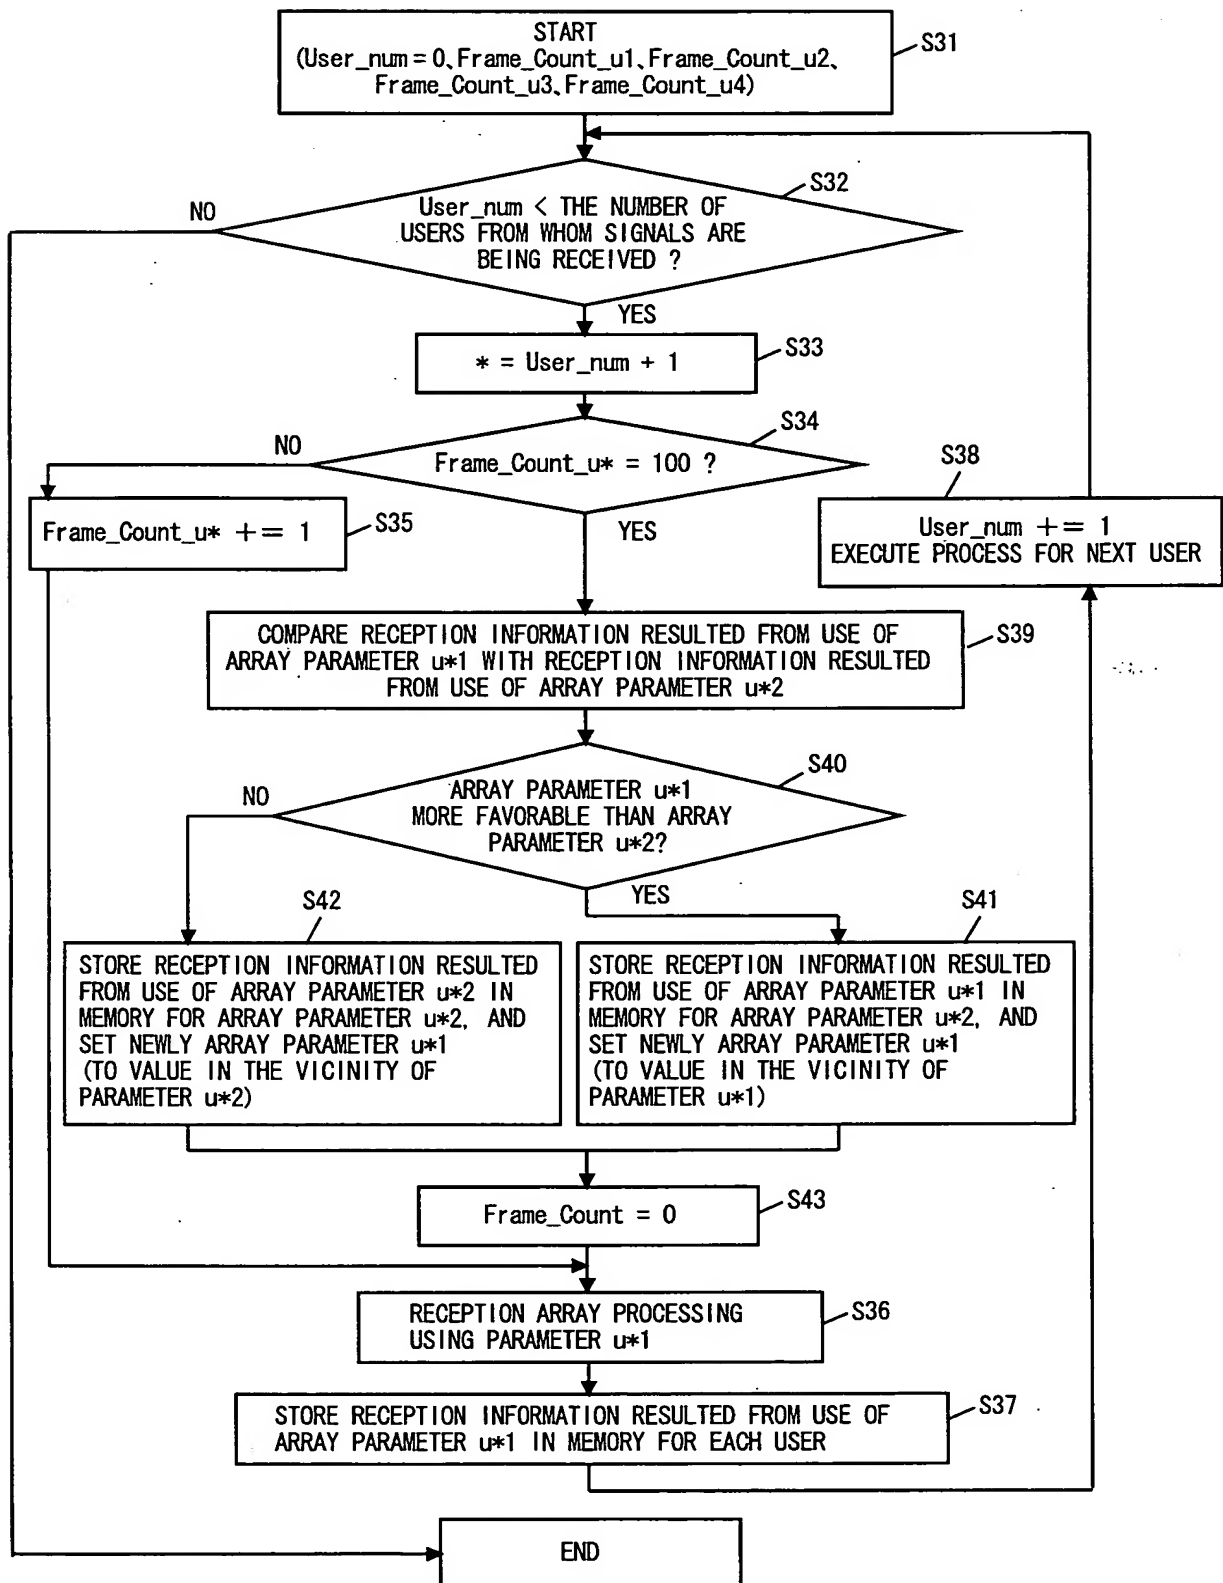 START
(User_num = 0、Frame_Count_u1、Frame_Count_u2、
Frame_Count_u3、Frame_Count_u4)
S31
S32
NO
User_num < THE NUMBER OF
USERS FROM WHOM SIGNALS ARE
BEING RECEIVED ?
YES
S33
* = User_num + 1
S34
NO
Frame_Count_u* = 100 ?
S38
Frame_Count_u* += 1
S35
YES
User_num += 1
EXECUTE PROCESS FOR NEXT USER
COMPARE RECEPTION INFORMATION RESULTED FROM USE OF
ARRAY PARAMETER u*1 WITH RECEPTION INFORMATION RESULTED
FROM USE OF ARRAY PARAMETER u*2
S39
S40
NO
ARRAY PARAMETER u*1
MORE FAVORABLE THAN ARRAY
PARAMETER u*2?
YES
S42
STORE RECEPTION INFORMATION RESULTED
FROM USE OF ARRAY PARAMETER u*2 IN
MEMORY FOR ARRAY PARAMETER u*2, AND
SET NEWLY ARRAY PARAMETER u*1
(TO VALUE IN THE VICINITY OF
PARAMETER u*2)
S41
STORE RECEPTION INFORMATION RESULTED
FROM USE OF ARRAY PARAMETER u*1 IN
MEMORY FOR ARRAY PARAMETER u*2, AND
SET NEWLY ARRAY PARAMETER u*1
(TO VALUE IN THE VICINITY OF
PARAMETER u*1)
Frame_Count = 0
S43
RECEPTION ARRAY PROCESSING
USING PARAMETER u*1
S36
STORE RECEPTION INFORMATION RESULTED FROM USE OF
ARRAY PARAMETER u*1 IN MEMORY FOR EACH USER
S37
END